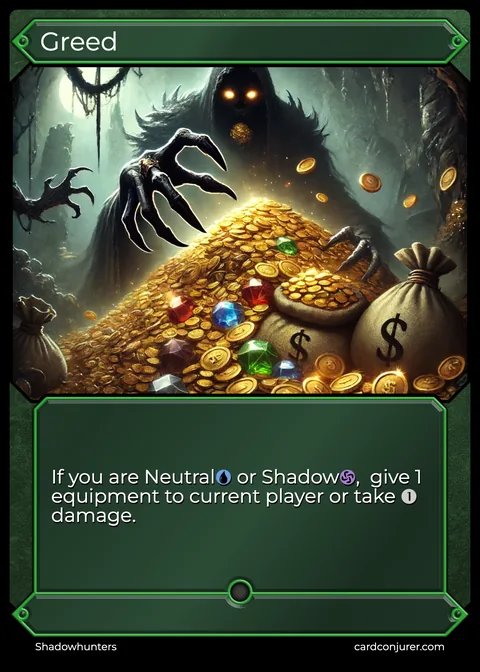 Greed
$
$
If you are Neutral or Shadow, give 1
equipment to current player or take 1
damage.
Shadowhunters
cardconjurer.com